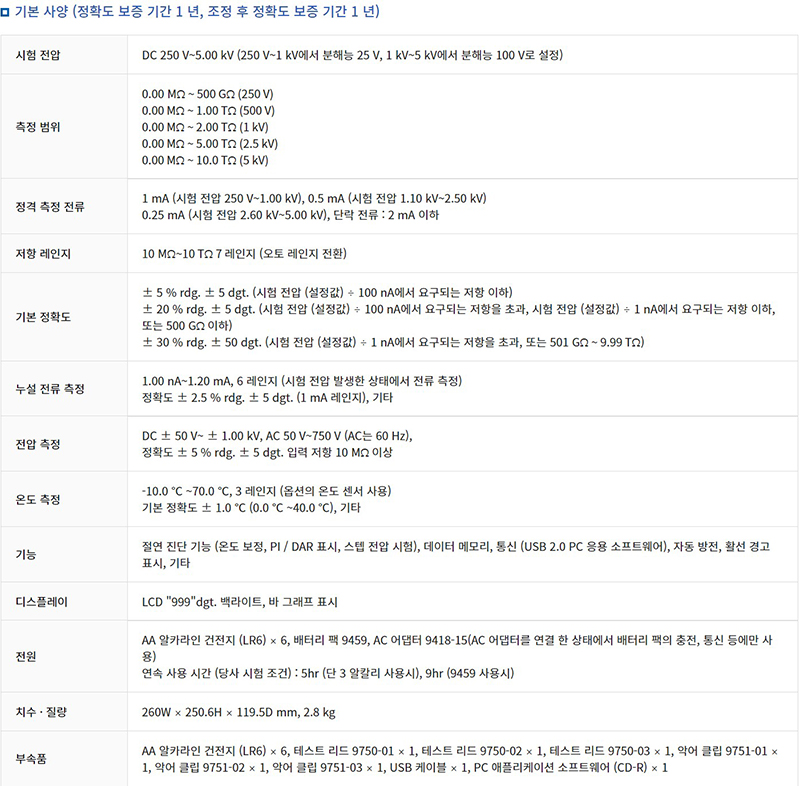 기본 사양 (정확도 보증 기간 1 년, 조정 후 정확도 보증 기간 1 년)
시험 전압
DC 250 V~5.00 kV (250 V~1 kV에서 분해능 25 V, 1 kV~5 kV에서 분해능 100 V로 설정)
측정 범위
0.00 MΩ ~ 500 GΩ (250 V)
0.00 MΩ ~ 1.00 TΩ (500 V)
0.00 MΩ ~ 2.00 TΩ (1 kV)
0.00 MΩ ~ 5.00 TΩ (2.5 kV)
0.00 MΩ ~ 10.0 TΩ (5 kV)
정격 측정 전류
1 mA (시험 전압 250 V~1.00 kV), 0.5 mA (시험 전압 1.10 kV~2.50 kV)
0.25 mA (시험 전압 2.60 kV~5.00 kV), 단락 전류 : 2 mA 이하
저항 레인지
10 MΩ~10 TΩ 7 레인지 (오토 레인지 전환)
기본 정확도
± 5 % rdg. ± 5 dgt. (시험 전압 (설정값) ÷ 100 nA에서 요구되는 저항 이하)
± 20 % rdg. ± 5 dgt. (시험 전압 (설정값) ÷ 100 nA에서 요구되는 저항을 초과, 시험 전압 (설정값) ÷ 1 nA에서 요구되는 저항 이하,
또는 500 GΩ 이하)
± 30 % rdg. ± 50 dgt. (시험 전압 (설정값) ÷ 1 nA에서 요구되는 저항을 초과, 또는 501 GΩ ~ 9.99 TΩ)
누설 전류 측정
1.00 nA~1.20 mA, 6 레인지 (시험 전압 발생한 상태에서 전류 측정)
정확도 ± 2.5 % rdg. ± 5 dgt. (1 mA 레인지), 기타
전압 측정
DC ± 50 V~ ± 1.00 kV, AC 50 V~750 V (AC는 60 Hz),
정확도 ± 5 % rdg. ± 5 dgt. 입력 저항 10 MΩ 이상
온도 측정
-10.0 °C ~70.0 °C, 3 레인지 (옵션의 온도 센서 사용)
기본 정확도 ± 1.0 °C (0.0 °C ~40.0 °C), 기타
기능
절연 진단 기능 (온도 보정, PI / DAR 표시, 스텝 전압 시험), 데이터 메모리, 통신 (USB 2.0 PC 응용 소프트웨어), 자동 방전, 활선 경고
표시, 기타
디스플레이
LCD "999"dgt. 백라이트, 바 그래프 표시
전원
AA 알카라인 건전지 (LR6) × 6, 배터리 팩 9459, AC 어댑터 9418-15(AC 어댑터를 연결 한 상태에서 배터리 팩의 충전, 통신 등에만 사
용)
연속 사용 시간 (당사 시험 조건) : 5hr (단 3 알칼리 사용시), 9hr (9459 사용시)
치수 · 질량
260W × 250.6H × 119.5D mm, 2.8 kg
부속품
AA 알카라인 건전지 (LR6) × 6, 테스트 리드 9750-01 × 1, 테스트 리드 9750-02 × 1, 테스트 리드 9750-03 × 1, 악어 클립 9751-01 ×
1, 악어 클립 9751-02 × 1, 악어 클립 9751-03 × 1, USB 케이블 × 1, PC 애플리케이션 소프트웨어 (CD-R) × 1